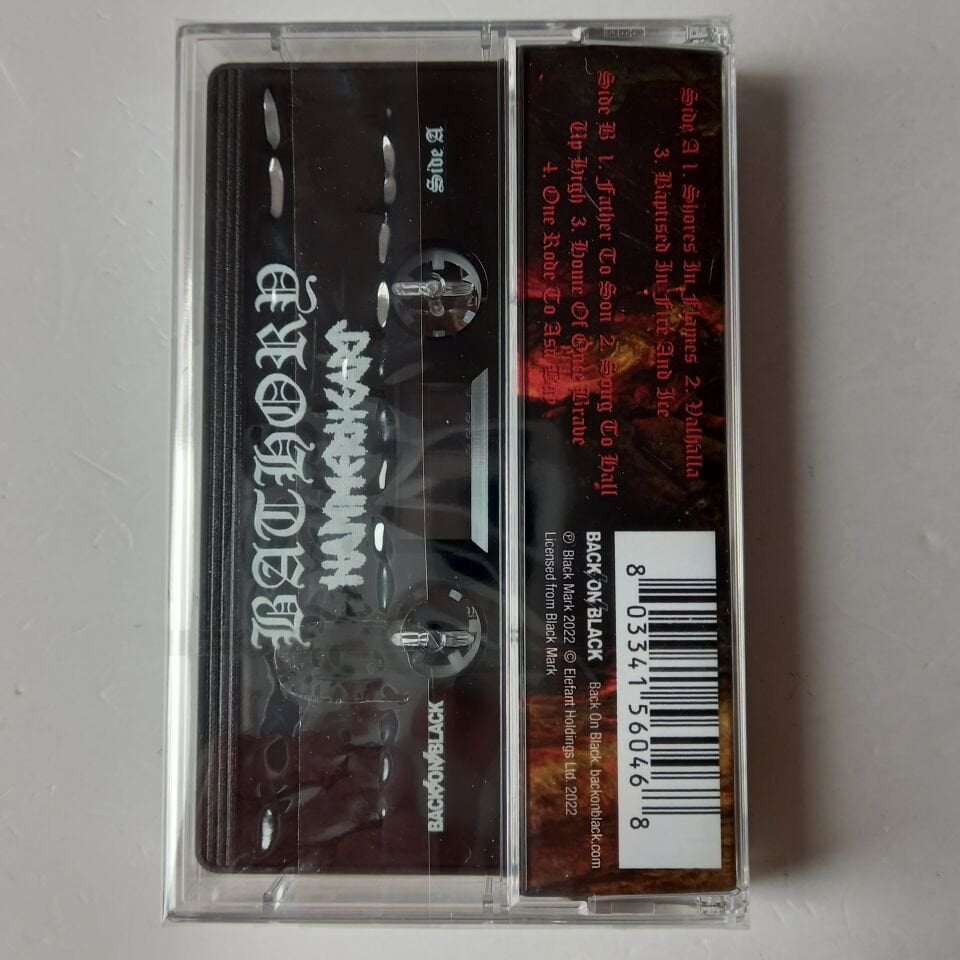 Side A
BATHORY
HAMMERHEART
BACK ON BLACK
Side A 1. Shores In Flames 2. Valhalla
3. Baptised In Fire And Ice
Side B 1. Father To Son 2. Song To Hall
Up High 3. Home Of Once Brave
4. One Rode To Asa Bay
8 03341 56046 8
BACK ON BLACK Back On Black. backonblack.com
℗ Black Mark 2022 © Elefant Holdings Ltd. 2022
Licensed from Black Mark